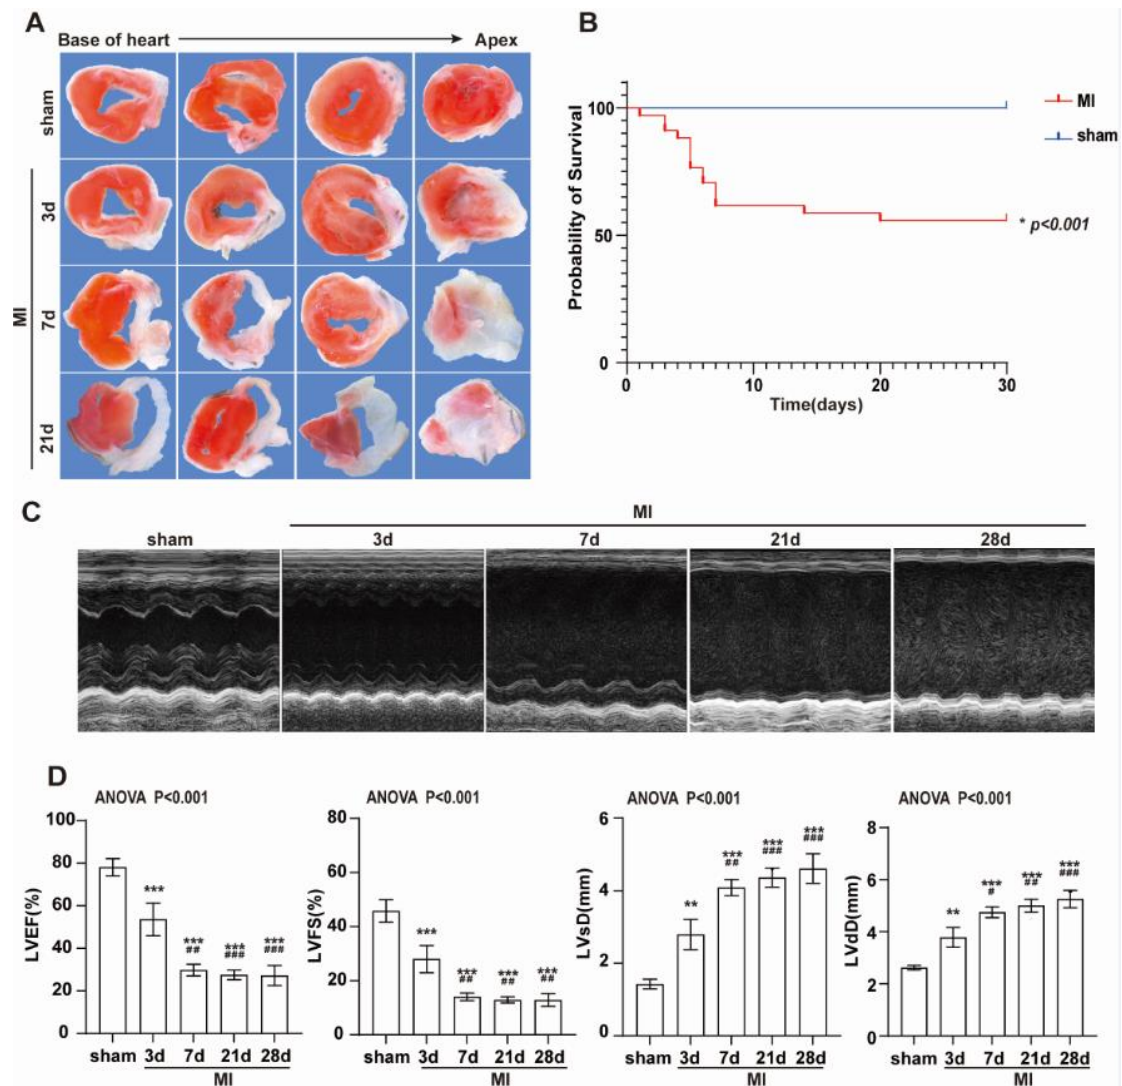 A
Base of heart
Apex
sham
MI
3d
7d
21d
B
Probability of Survival
100
50
0
0
10
20
30
Time(days)
MI
sham
* p<0.001
C
MI
sham
3d
7d
21d
28d
D
ANOVA P<0.001
LVEF(%)
100
80
60
40
20
0
***
***
##
***
###
***
###
sham
3d
7d
21d
28d
MI
ANOVA P<0.001
LVFS(%)
80
60
40
20
0
***
***
##
***
##
***
##
sham
3d
7d
21d
28d
MI
ANOVA P<0.001
LVsD(mm)
6
4
2
0
**
***
##
***
###
***
###
sham
3d
7d
21d
28d
MI
ANOVA P<0.001
LVdD(mm)
8
6
4
2
0
**
***
#
***
##
***
###
sham
3d
7d
21d
28d
MI